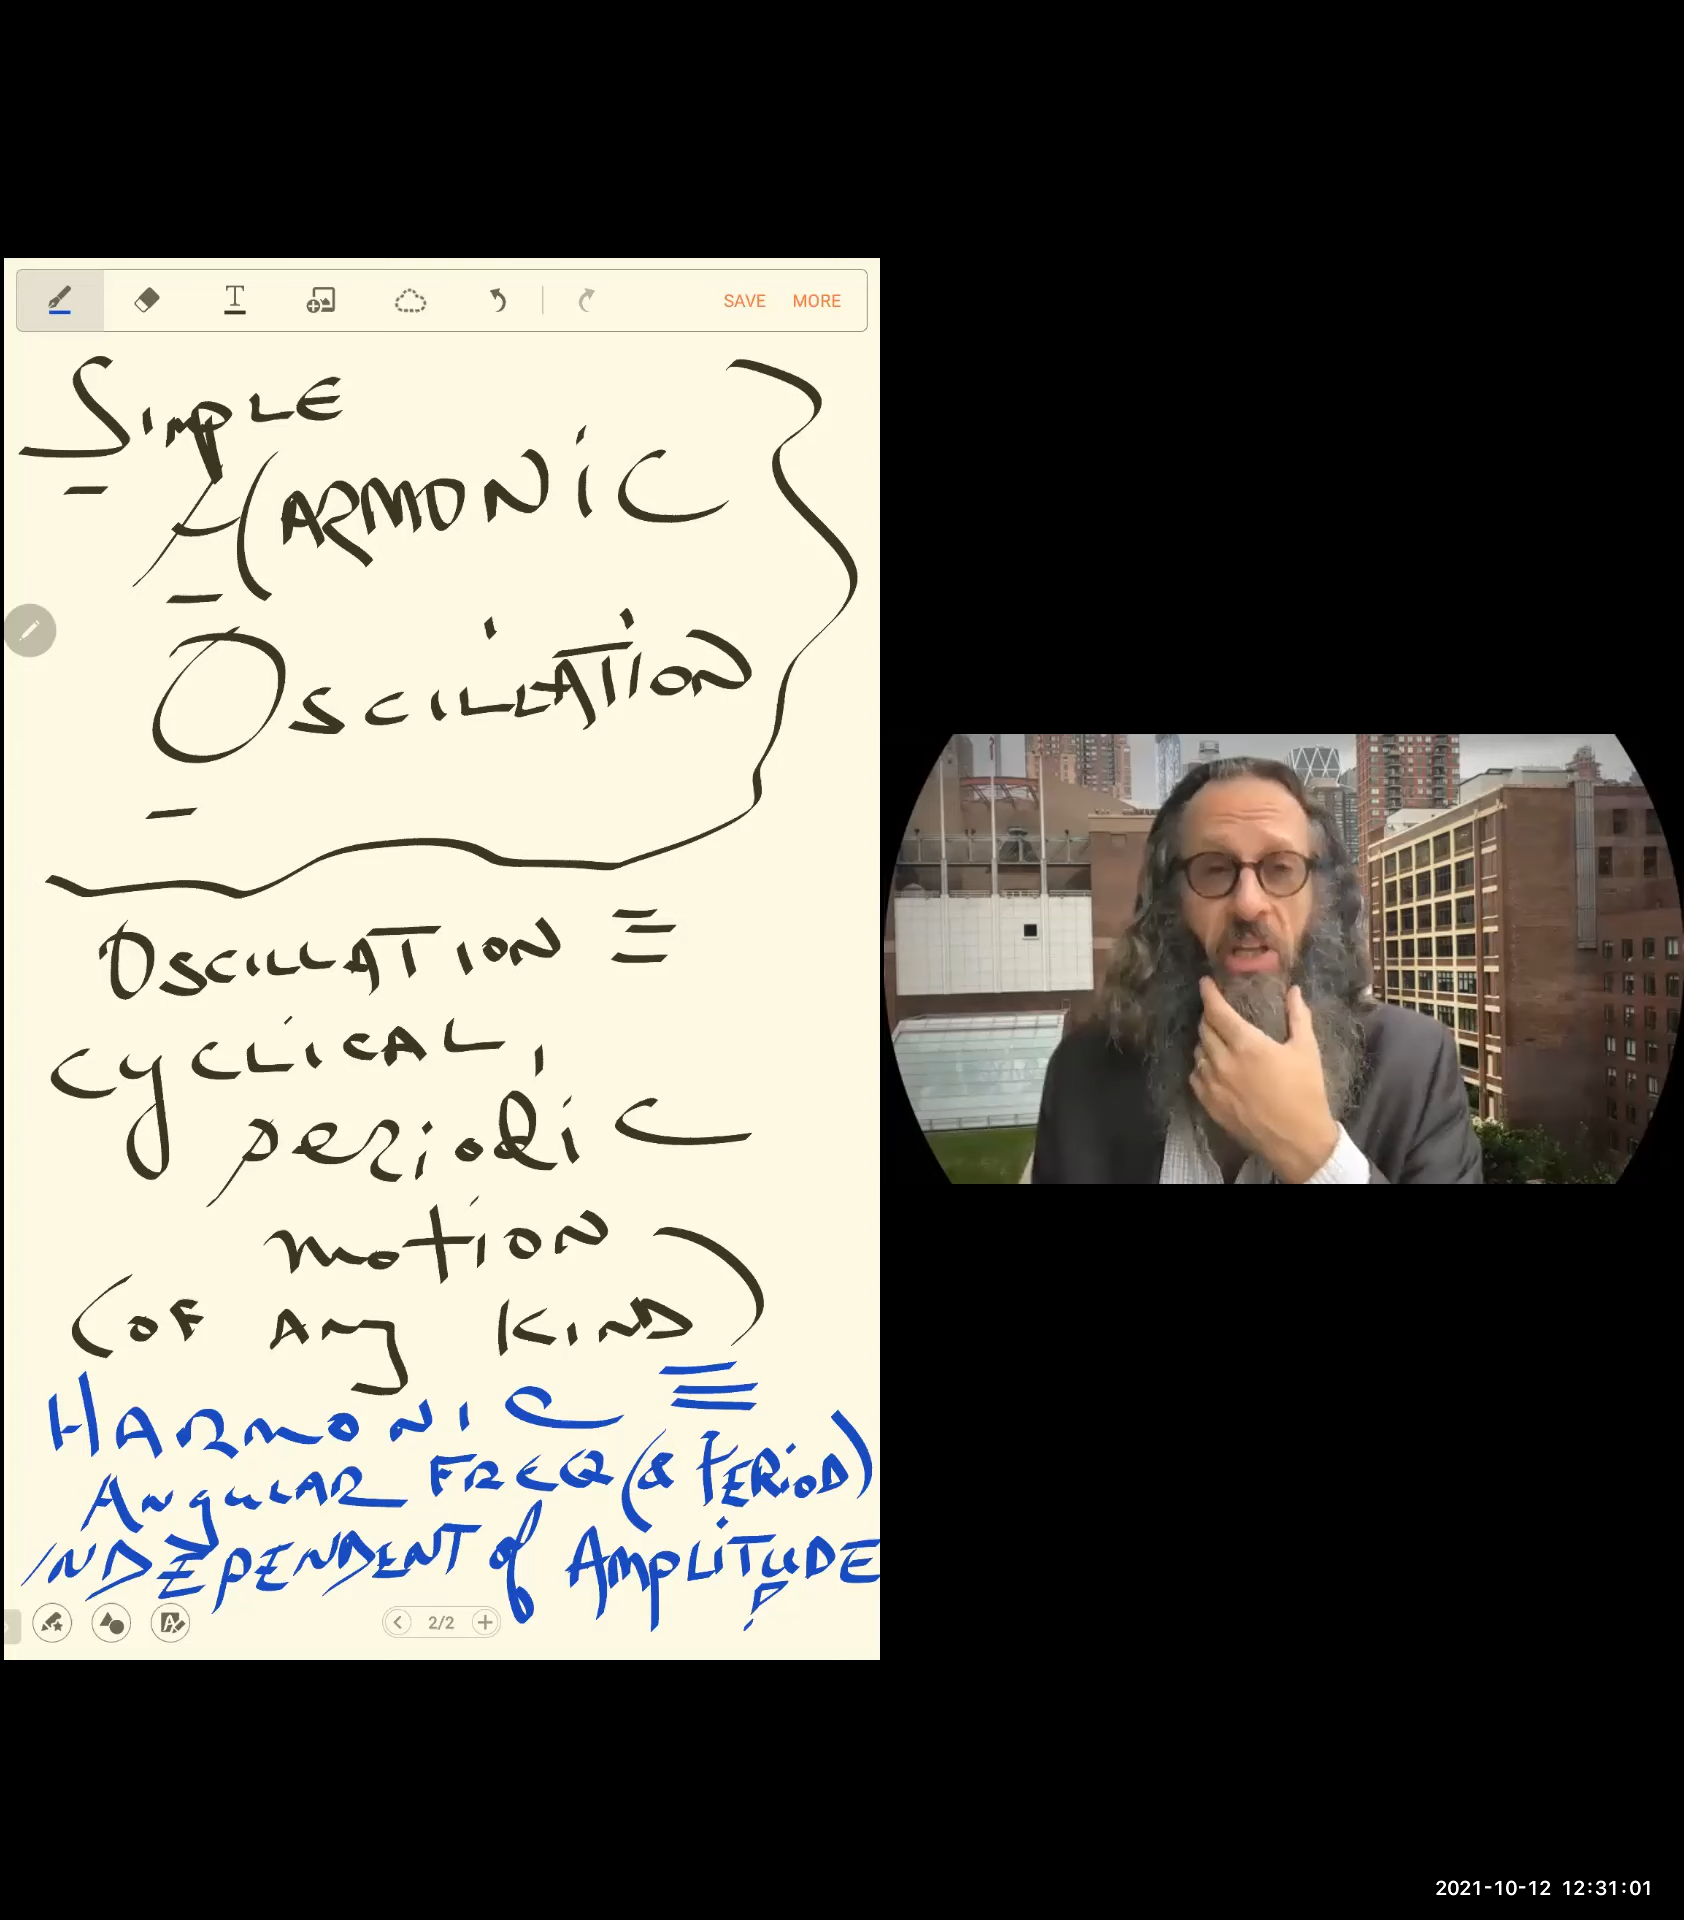 SAVE MORE
SIMPLE
HARMONIC
OSCILLATION
OSCILLATION ≡
CYCLICAL,
periodic
motion
(OF ANY KIND)
HARMONIC ≡
ANgULAR FREQ (& PERIOD)
INDEPENDENT of AMPLITUDE
2/2
2021-10-12 12:31:01